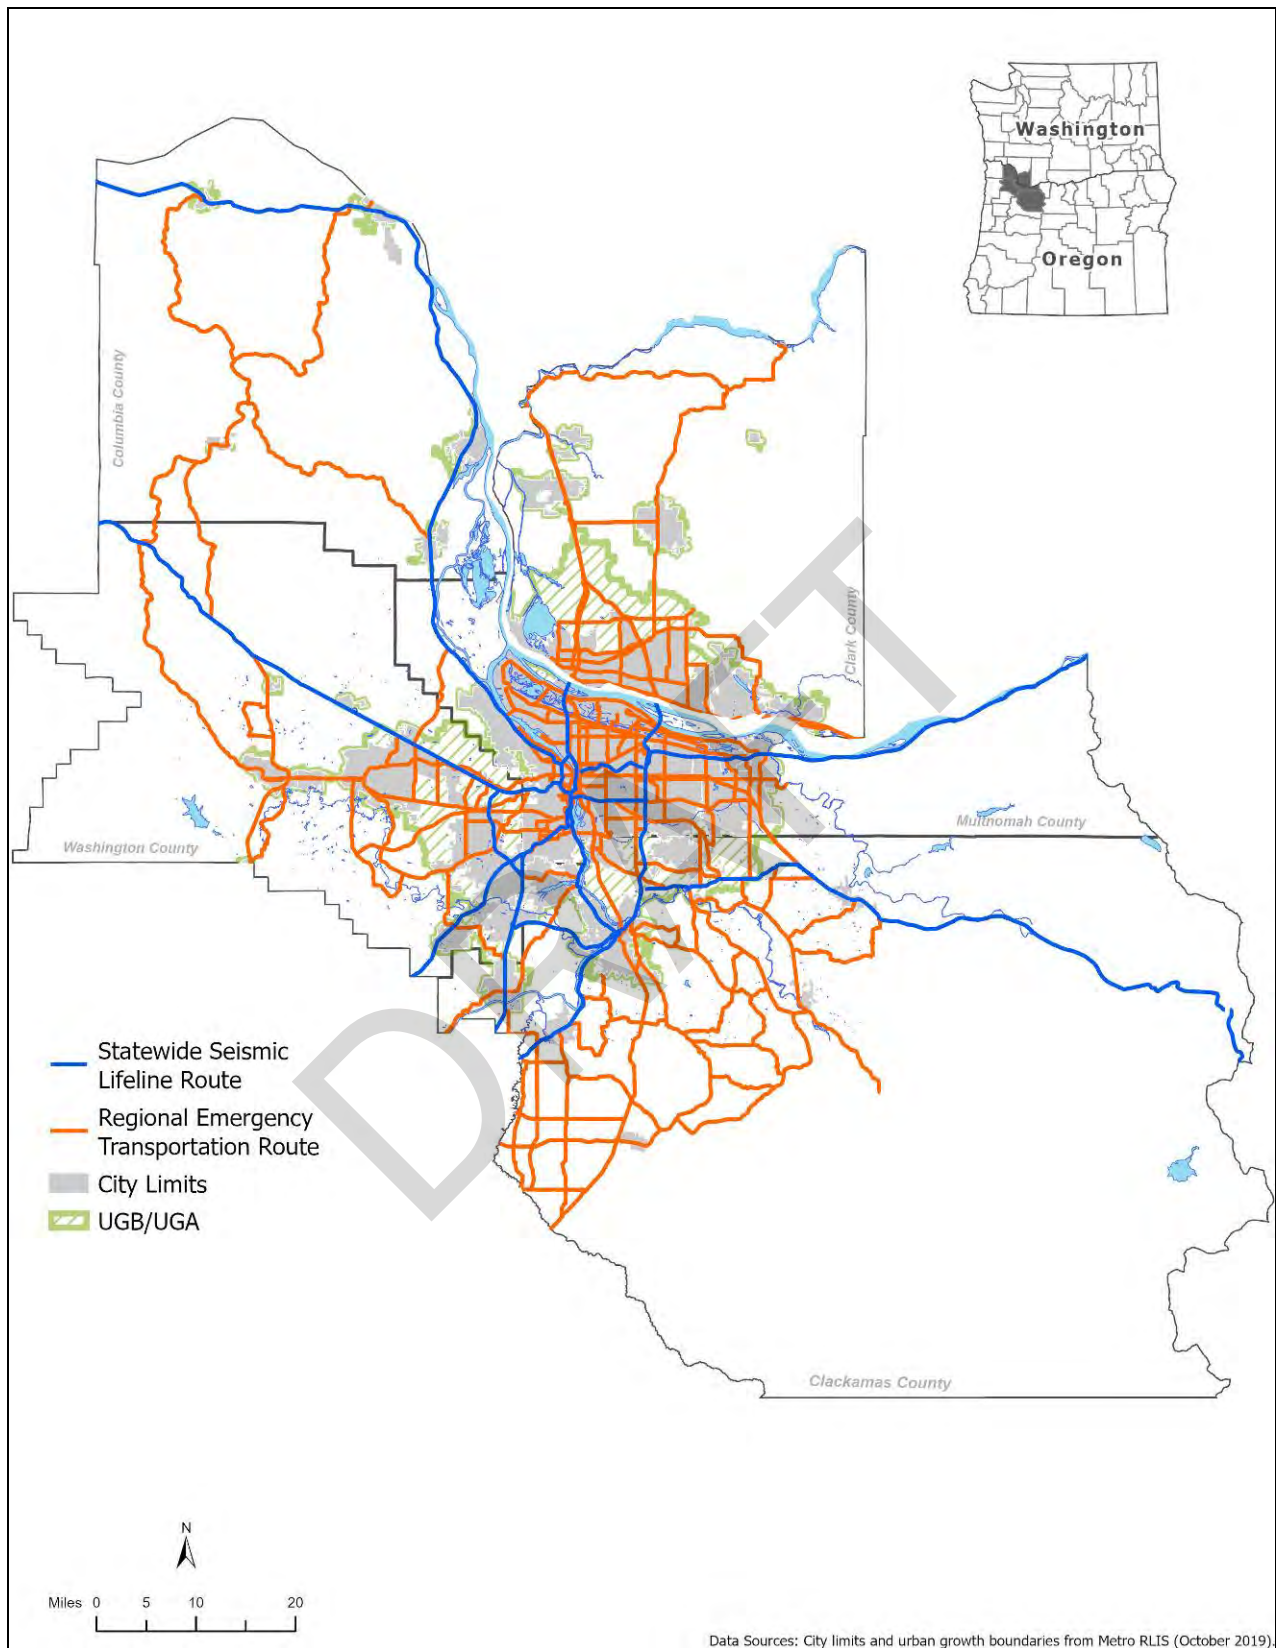 Washington
Oregon
Columbia County
Clark County
Multnomah County
Washington County
DRAFT
Statewide Seismic
Lifeline Route
Regional Emergency
Transportation Route
City Limits
UGB/UGA
Clackamas County
N
Miles 0 5 10 20
Data Sources: City limits and urban growth boundaries from Metro RLIS (October 2019)